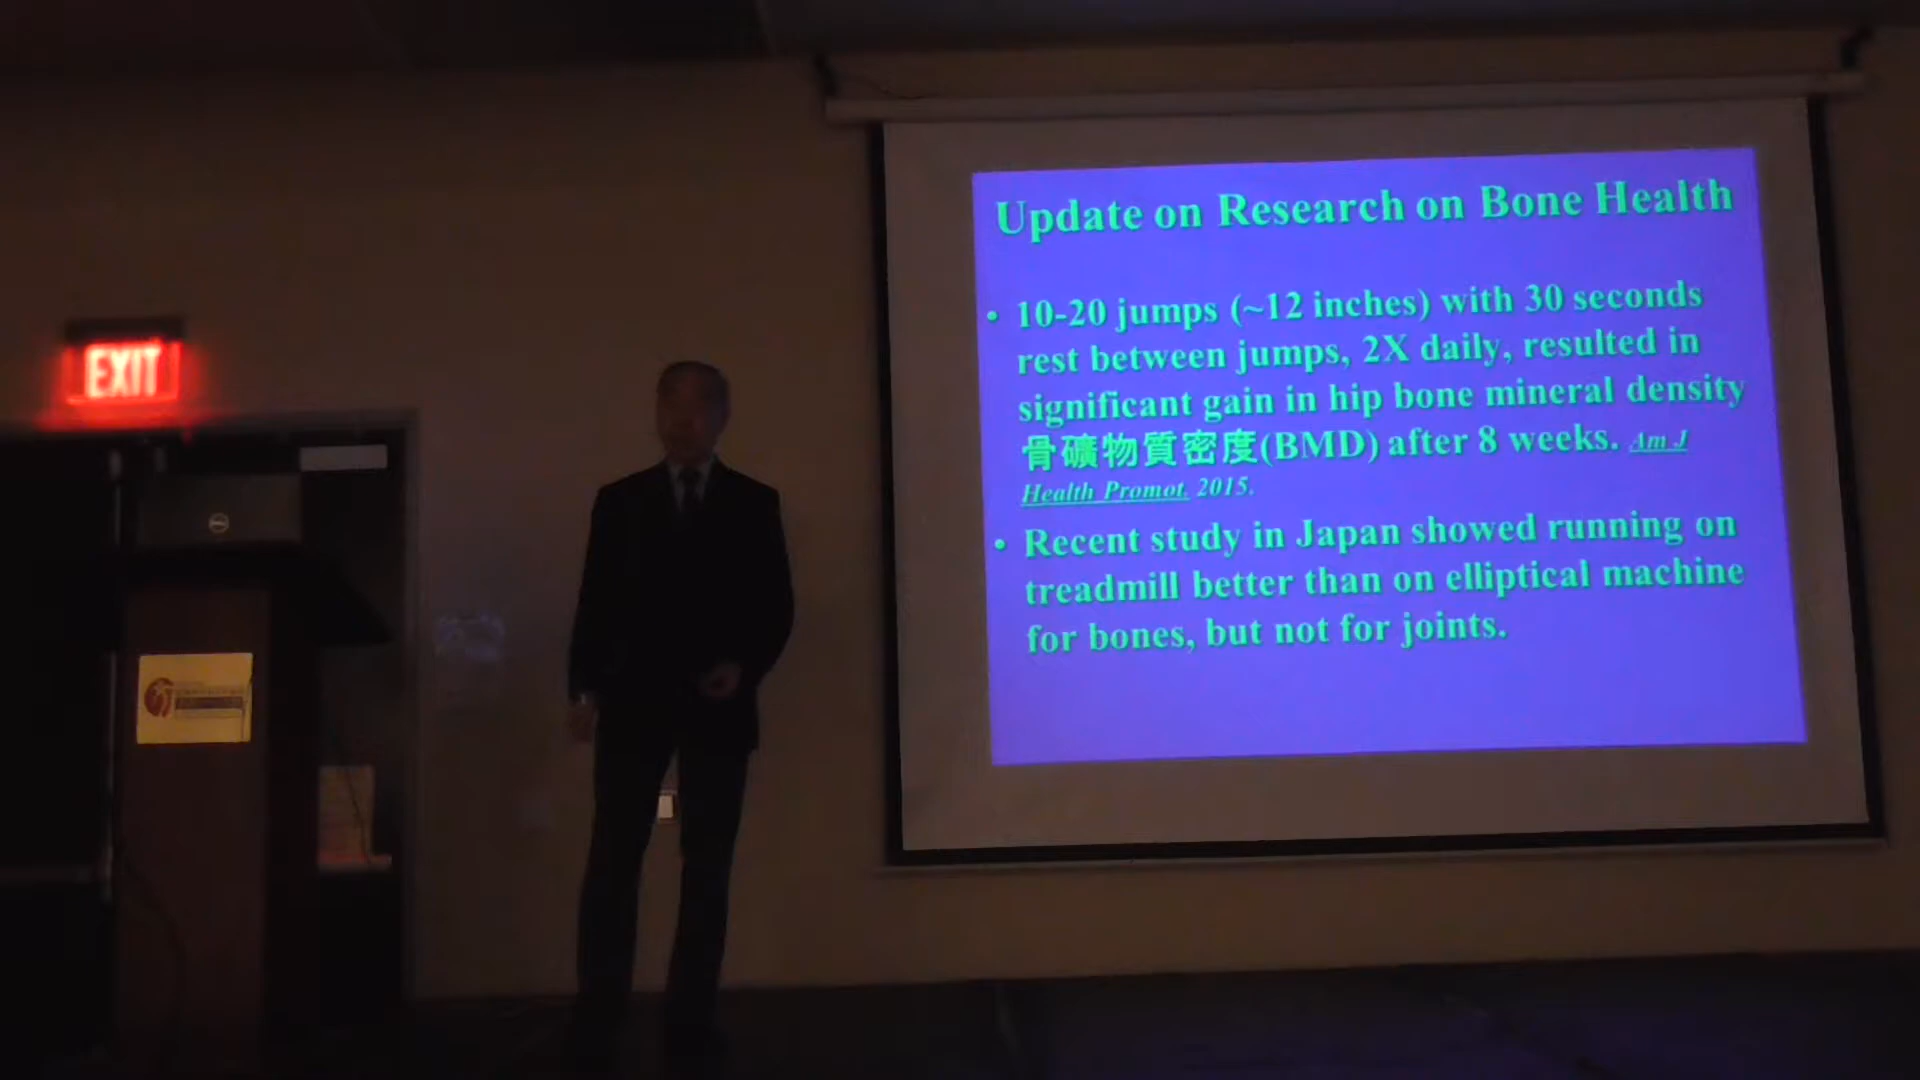 EXIT
Update on Research on Bone Health
• 10-20 jumps (~12 inches) with 30 seconds
rest between jumps, 2X daily, resulted in
significant gain in hip bone mineral density
骨礦物質密度(BMD) after 8 weeks. Am J
Health Promot. 2015.
• Recent study in Japan showed running on
treadmill better than on elliptical machine
for bones, but not for joints.
DELL